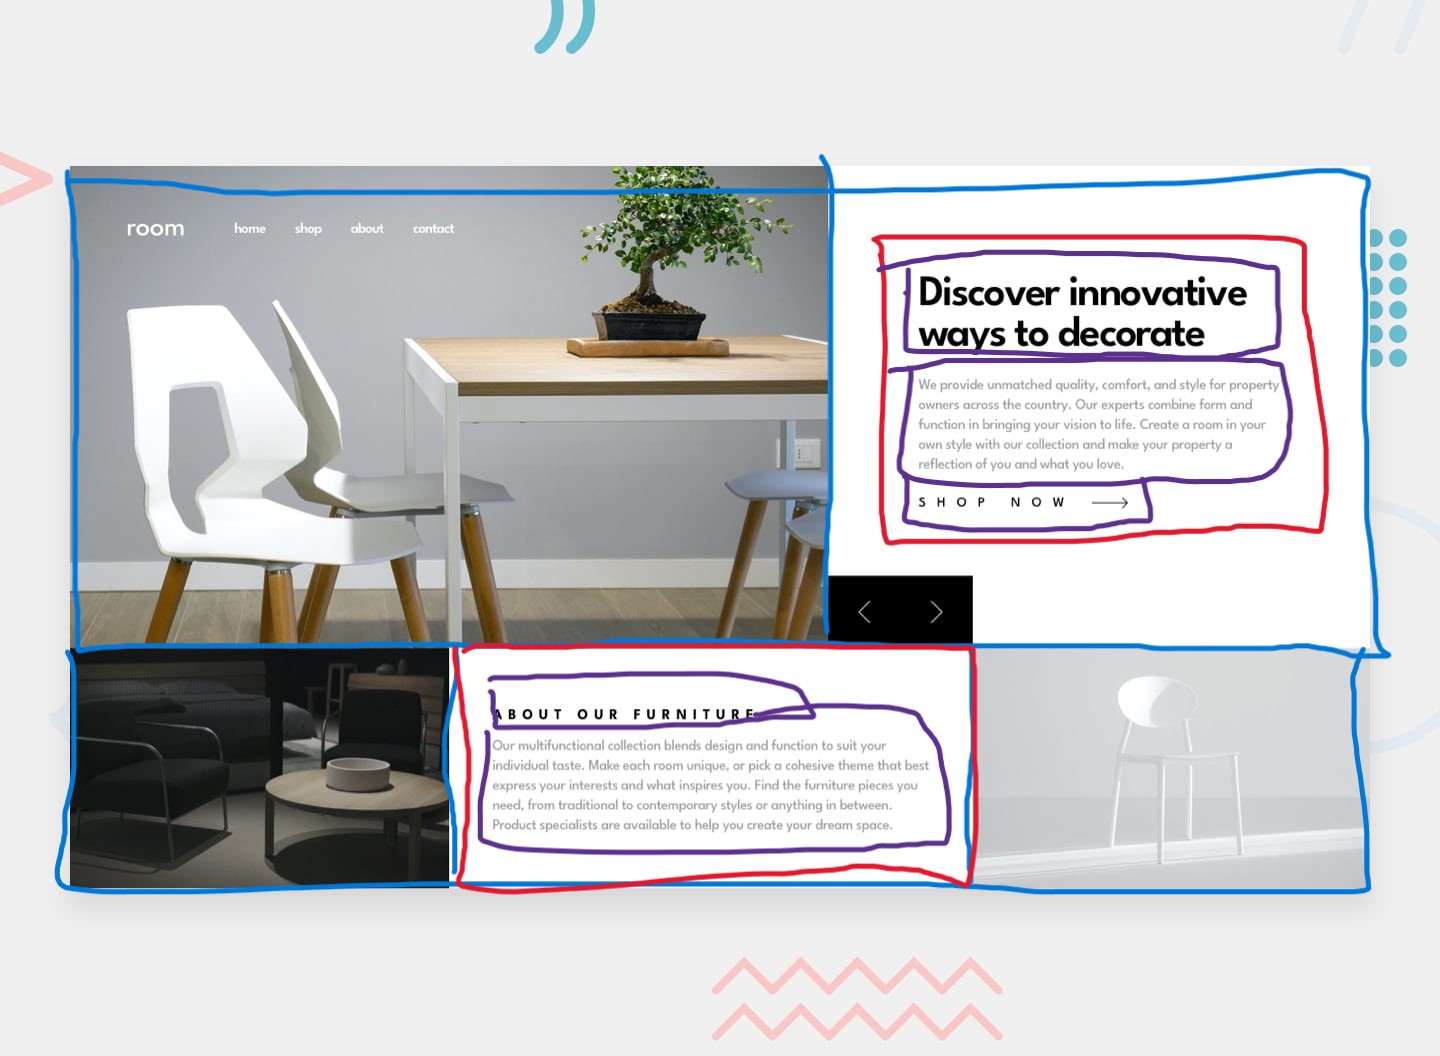 room home shop about contact
Discover innovative
ways to decorate
We provide unmatched quality, comfort, and style for property
owners across the country. Our experts combine form and
function in bringing your vision to life. Create a room in your
own style with our collection and make your property a
reflection of you and what you love.
SHOP NOW
ABOUT OUR FURNITURE
Our multifunctional collection blends design and function to suit your
individual taste. Make each room unique, or pick a cohesive theme that best
express your interests and what inspires you. Find the furniture pieces you
need, from traditional to contemporary styles or anything in between.
Product specialists are available to help you create your dream space.